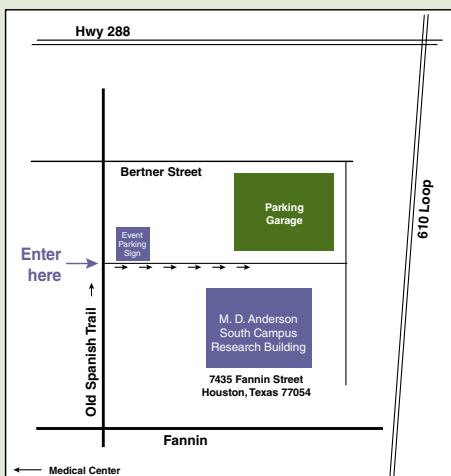 Hwy 288
Bertner Street
Parking
Garage
610 Loop
Event
Parking
Sign
Enter
here
Old Spanish Trail
M. D. Anderson
South Campus
Research Building
7435 Fannin Street
Houston, Texas 77054
Fannin
Medical Center